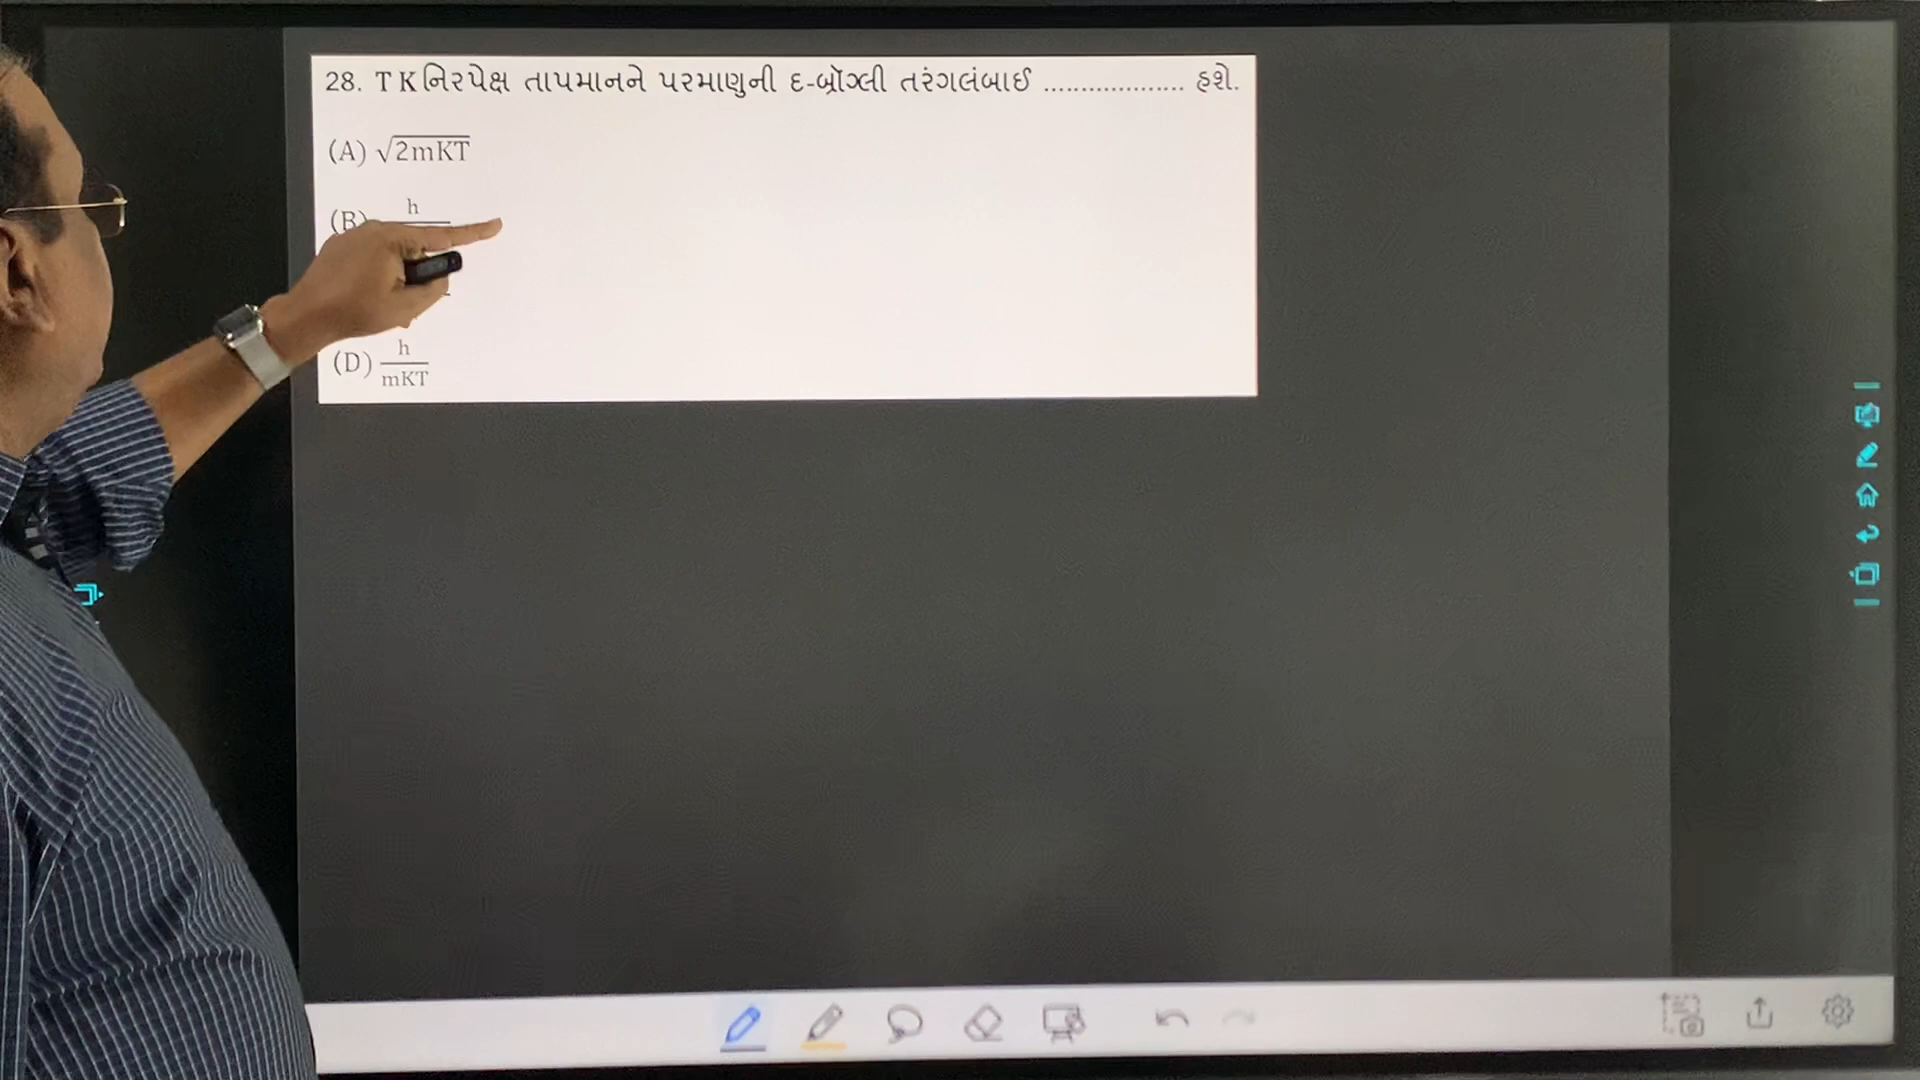 28. T K નિરપેક્ષ તાપમાનને પરમાણુની દ-બ્રૉગ્લી તરંગલંબાઈ ................... હશે.
(A) √2mKT
(B) h
(D) h/mKT